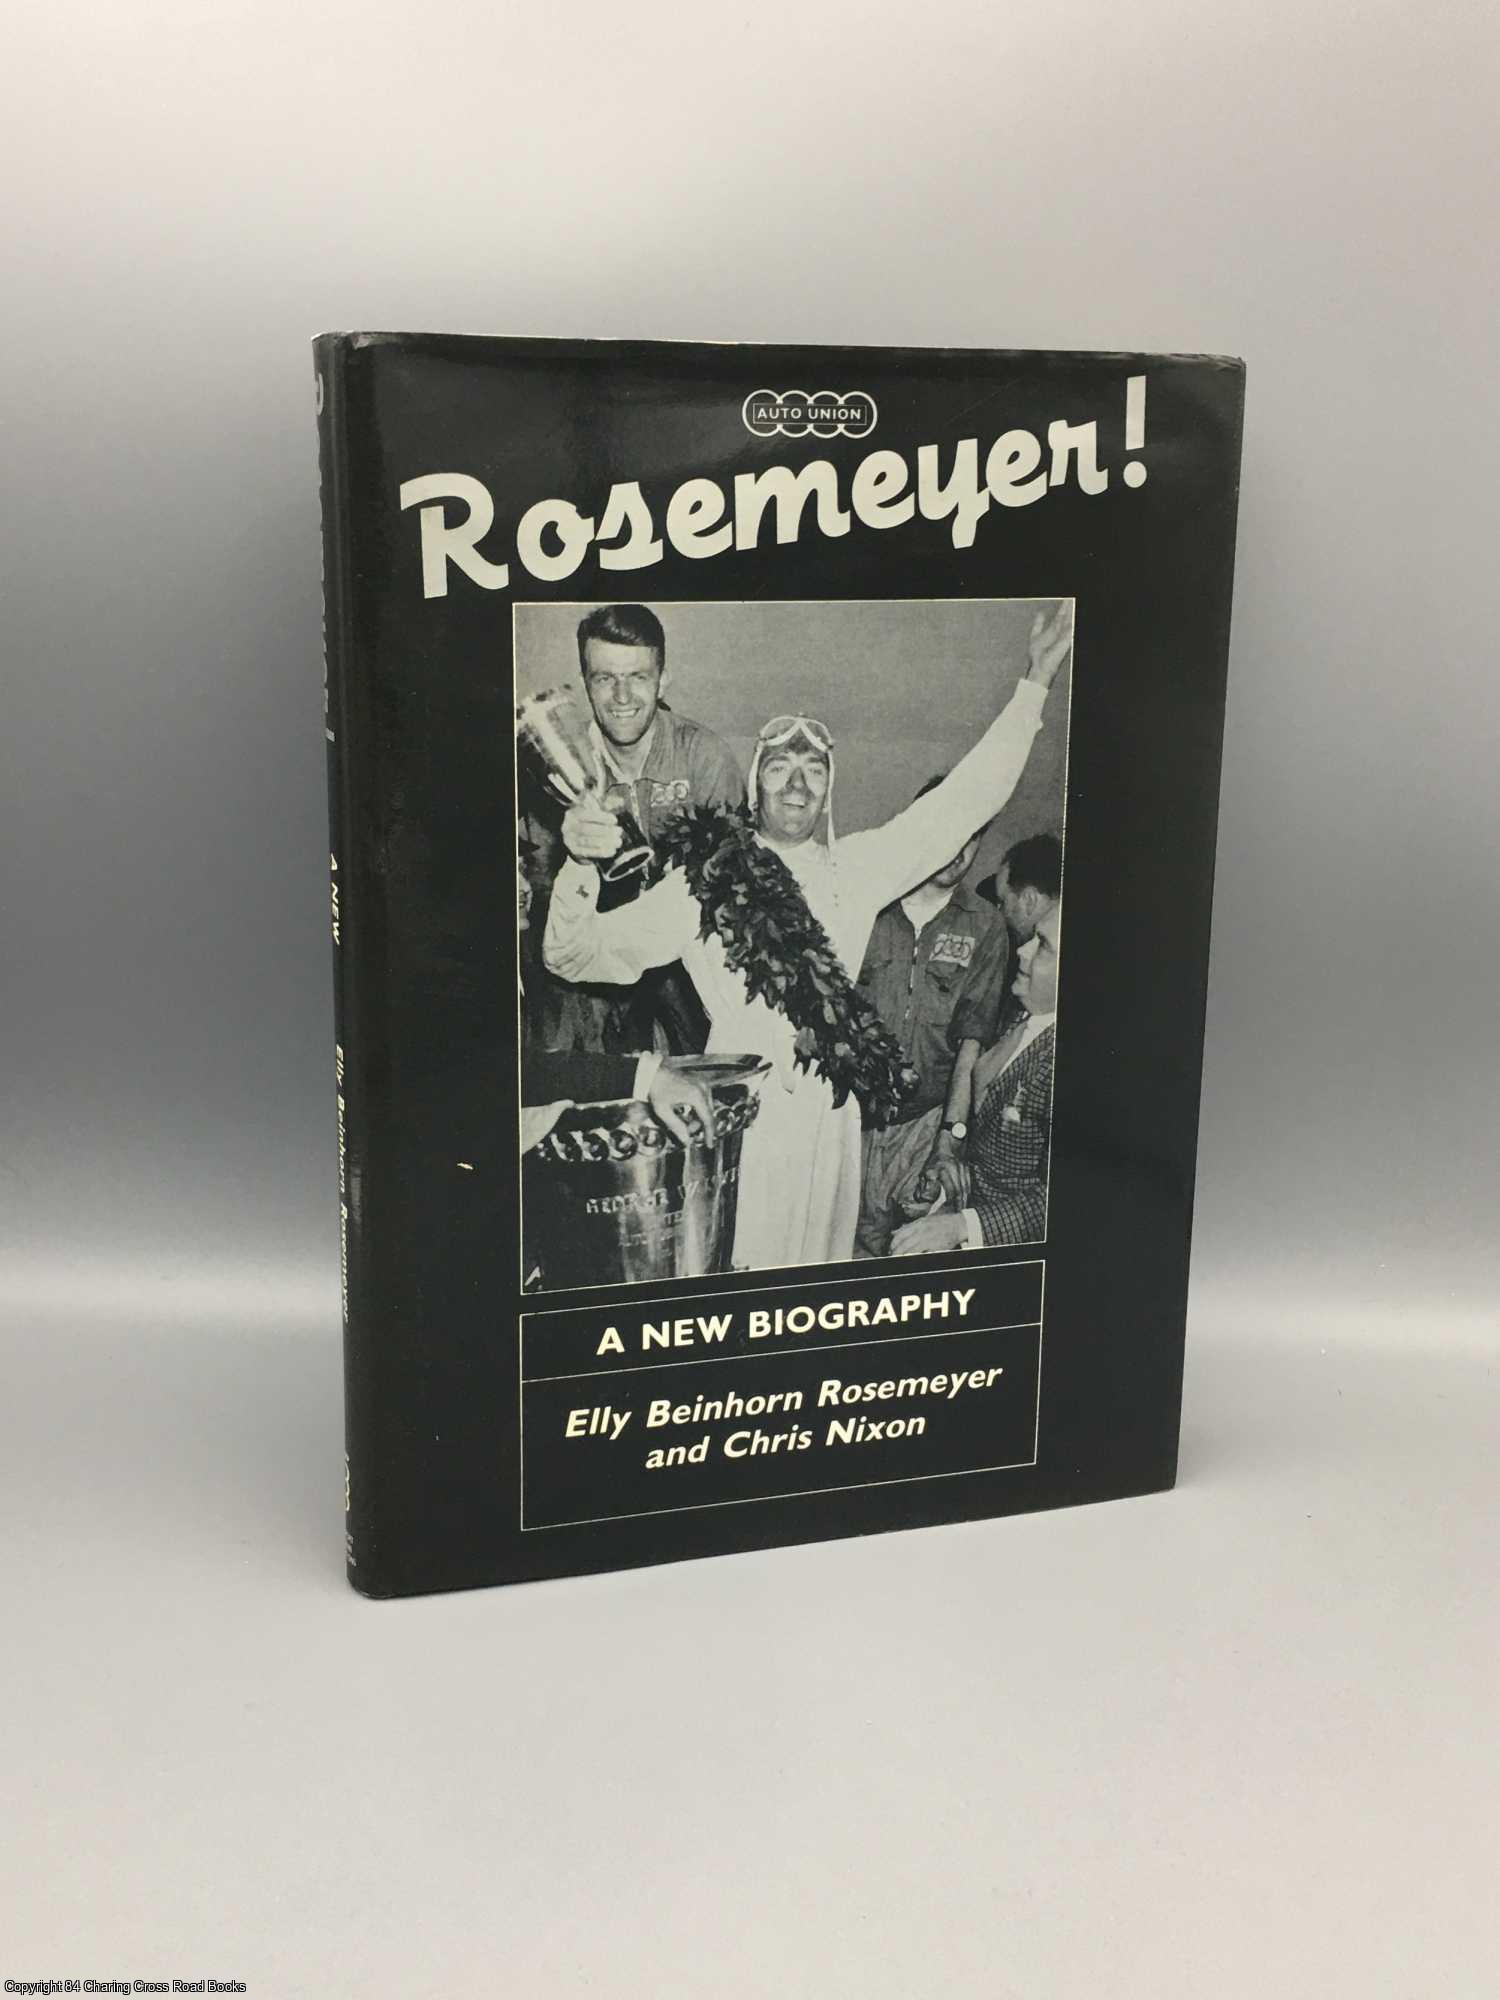 AUTO UNION
Rosemeyer!
GEORGE
A NEW BIOGRAPHY
Elly Beinhorn Rosemeyer
and Chris Nixon
A NEW
Elly Beinhorn Rosemeyer
Copyright 84 Charing Cross Road Books